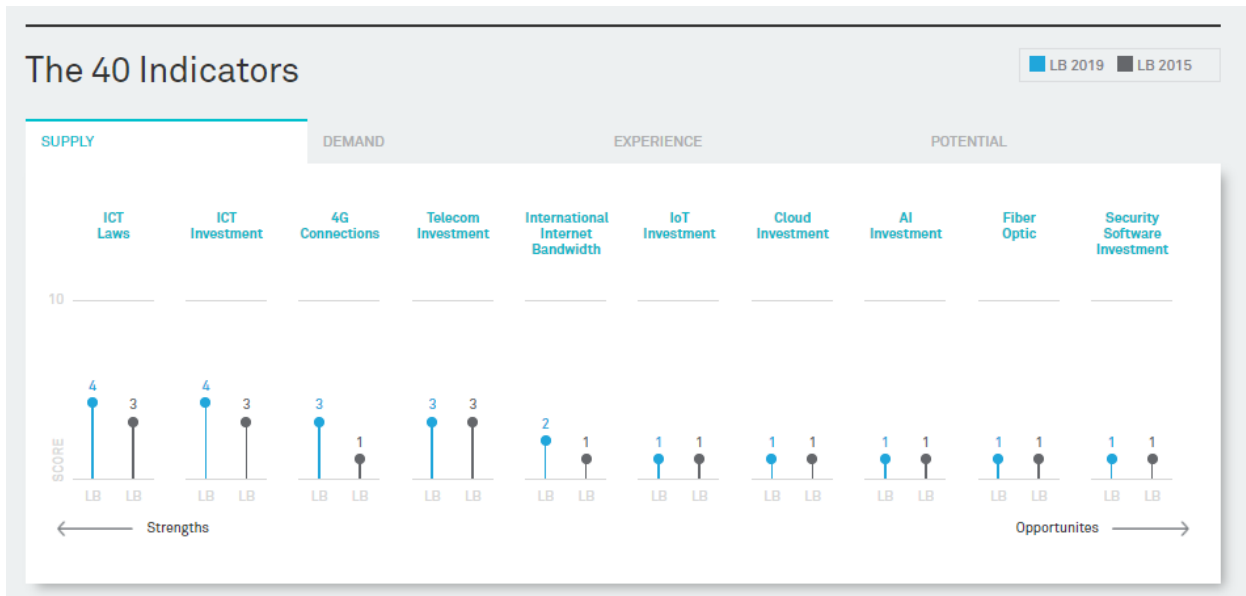 The 40 Indicators
LB 2019 LB 2015
SUPPLY DEMAND EXPERIENCE POTENTIAL
ICT
Laws
ICT
Investment
4G
Connections
Telecom
Investment
International
Internet
Bandwidth
IoT
Investment
Cloud
Investment
AI
Investment
Fiber
Optic
Security
Software
Investment
10
4 3 4 3 3 1 3 3 2 1 1 1 1 1 1 1 1 1 1 1
SCORE
LB LB LB LB LB LB LB LB LB LB LB LB LB LB LB LB LB LB LB LB
Strengths Opportunites